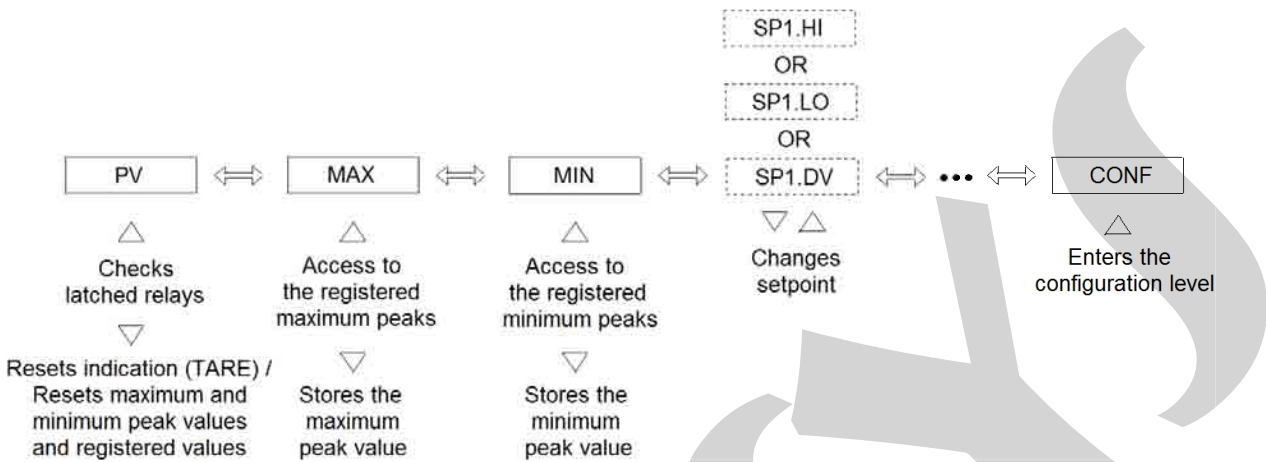 SP1.HI
OR
SP1.LO
OR
PV
MAX
MIN
SP1.DV
•••
CONF
Checks
latched relays
Resets indication (TARE) /
Resets maximum and
minimum peak values
and registered values
Access to
the registered
maximum peaks
Stores the
maximum
peak value
Access to
the registered
minimum peaks
Stores the
minimum
peak value
Changes
setpoint
Enters the
configuration level